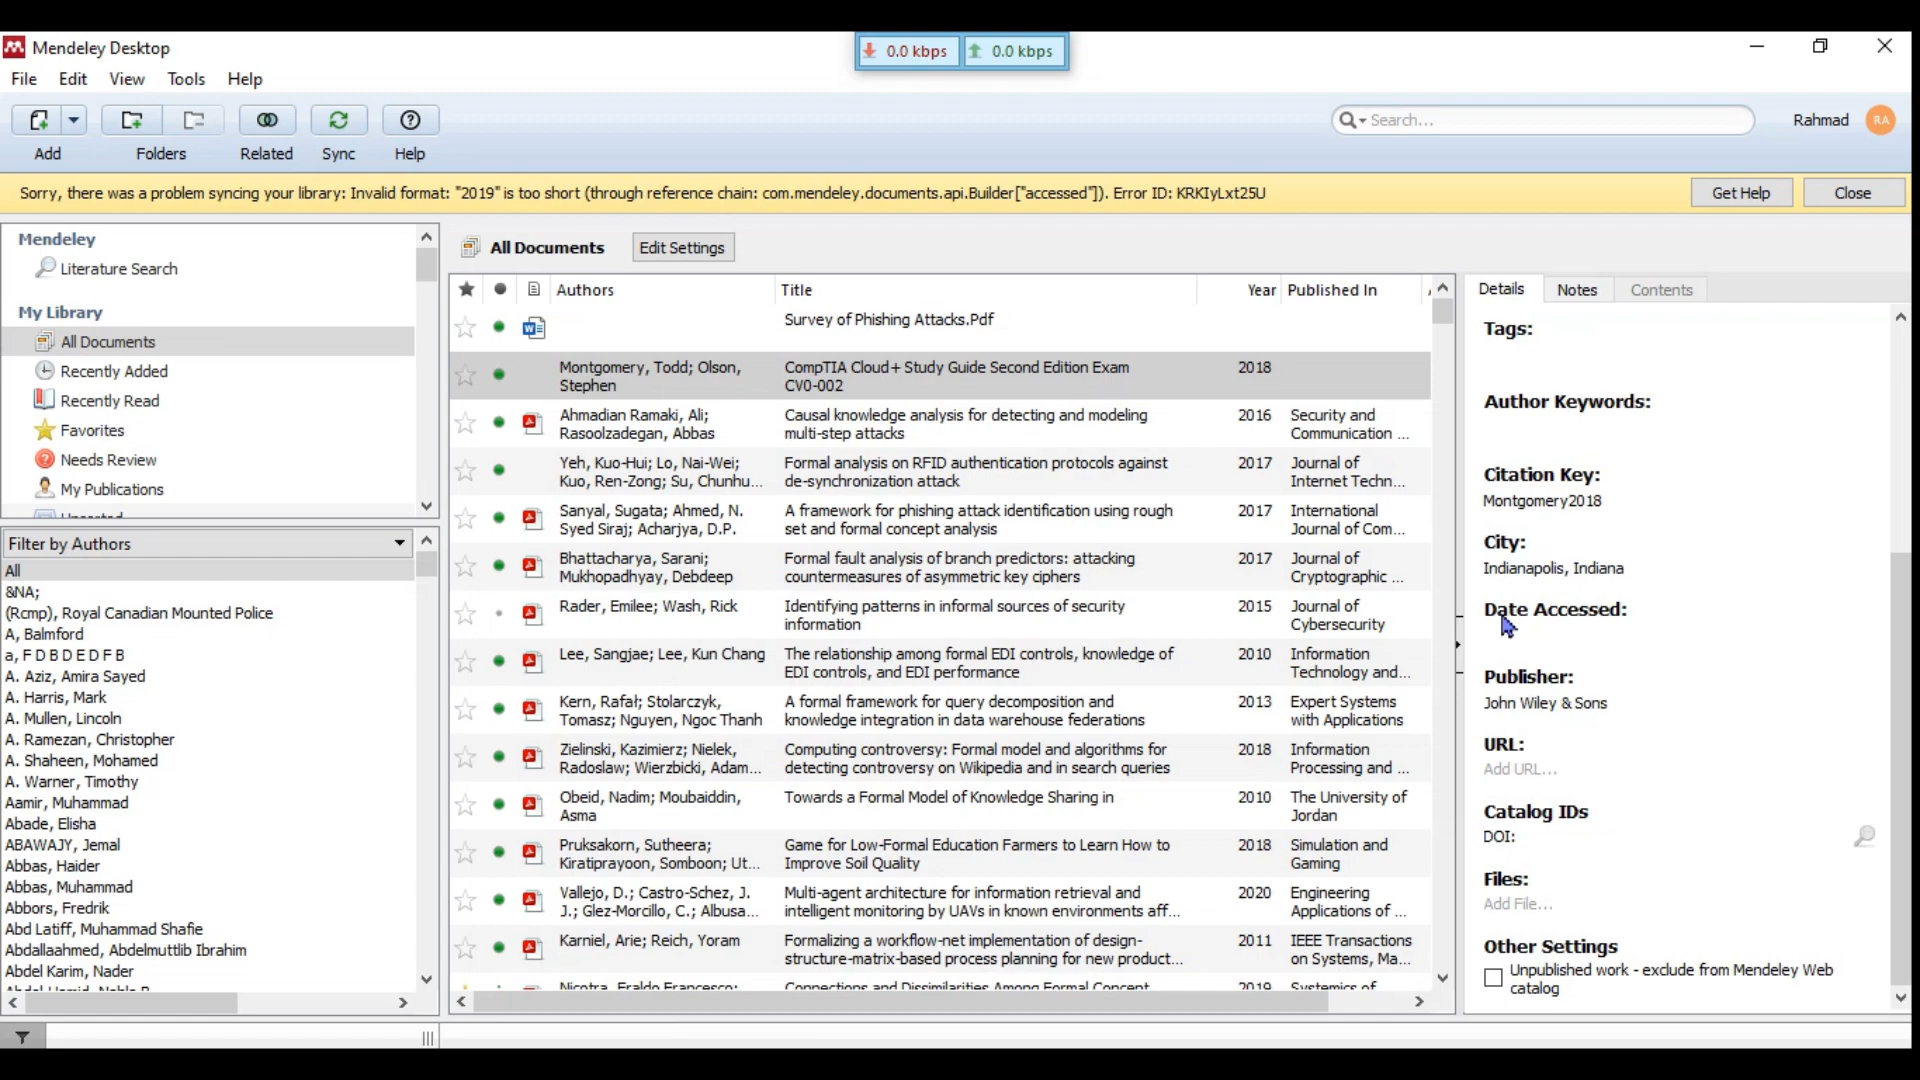 Mendeley Desktop
0.0 kbps 0.0 kbps
File Edit View Tools Help
Search...
Rahmad RA
Add Folders Related Sync Help
Sorry, there was a problem syncing your library: Invalid format: "2019" is too short (through reference chain: com.mendeley.documents.api.Builder["accessed"]). Error ID: KRKIyLxt25U
Get Help Close
Mendeley
Literature Search
My Library
All Documents
Recently Added
Recently Read
Favorites
Needs Review
My Publications
Filter by Authors
All
&NA;
(Rcmp), Royal Canadian Mounted Police
A, Balmford
a, F D B D E D F B
A. Aziz, Amira Sayed
A. Harris, Mark
A. Mullen, Lincoln
A. Ramezan, Christopher
A. Shaheen, Mohamed
A. Warner, Timothy
Aamir, Muhammad
Abade, Elisha
ABAWAJY, Jemal
Abbas, Haider
Abbas, Muhammad
Abbors, Fredrik
Abd Latiff, Muhammad Shafie
Abdallaahmed, Abdelmuttlib Ibrahim
Abdel Karim, Nader
All Documents Edit Settings
Authors Title Year Published In
Survey of Phishing Attacks.Pdf
Montgomery, Todd; Olson, CompTIA Cloud+ Study Guide Second Edition Exam 2018
Stephen CV0-002
Ahmadian Ramaki, Ali; Causal knowledge analysis for detecting and modeling 2016 Security and
Rasoolzadegan, Abbas multi-step attacks Communication ...
Yeh, Kuo-Hui; Lo, Nai-Wei; Formal analysis on RFID authentication protocols against 2017 Journal of
Kuo, Ren-Zong; Su, Chunhu... de-synchronization attack Internet Techn...
Sanyal, Sugata; Ahmed, N. A framework for phishing attack identification using rough 2017 International
Syed Siraj; Acharjya, D.P. set and formal concept analysis Journal of Com...
Bhattacharya, Sarani; Formal fault analysis of branch predictors: attacking 2017 Journal of
Mukhopadhyay, Debdeep countermeasures of asymmetric key ciphers Cryptographic ...
Rader, Emilee; Wash, Rick Identifying patterns in informal sources of security 2015 Journal of
information Cybersecurity
Lee, Sangjae; Lee, Kun Chang The relationship among formal EDI controls, knowledge of 2010 Information
EDI controls, and EDI performance Technology and...
Kern, Rafał; Stolarczyk, A formal framework for query decomposition and 2013 Expert Systems
Tomasz; Nguyen, Ngoc Thanh knowledge integration in data warehouse federations with Applications
Zielinski, Kazimierz; Nielek, Computing controversy: Formal model and algorithms for 2018 Information
Radoslaw; Wierzbicki, Adam... detecting controversy on Wikipedia and in search queries Processing and ...
Obeid, Nadim; Moubaiddin, Towards a Formal Model of Knowledge Sharing in 2010 The University of
Asma Jordan
Pruksakorn, Sutheera; Game for Low-Formal Education Farmers to Learn How to 2018 Simulation and
Kiratiprayoon, Somboon; Ut... Improve Soil Quality Gaming
Vallejo, D.; Castro-Schez, J. Multi-agent architecture for information retrieval and 2020 Engineering
J.; Glez-Morcillo, C.; Albusa... intelligent monitoring by UAVs in known environments aff... Applications of ...
Karniel, Arie; Reich, Yoram Formalizing a workflow-net implementation of design- 2011 IEEE Transactions
structure-matrix-based process planning for new product... on Systems, Ma...
Nicotra, Eraldo Francesco; Connections and Dissimilarities Among Formal Concept 2019 Systemics of
Details Notes Contents
Tags:
Author Keywords:
Citation Key:
Montgomery2018
City:
Indianapolis, Indiana
Date Accessed:
Publisher:
John Wiley & Sons
URL:
Add URL...
Catalog IDs
DOI:
Files:
Add File...
Other Settings
Unpublished work - exclude from Mendeley Web
catalog